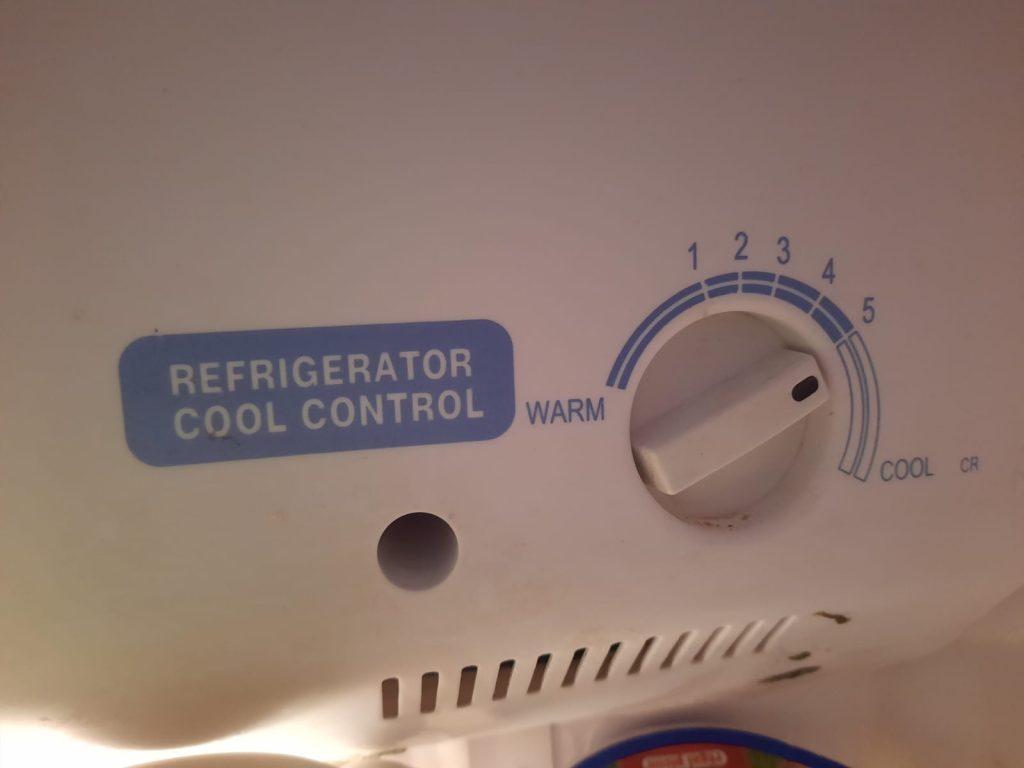 REFRIGERATOR
COOL CONTROL
WARM
1 2 3 4 5
COOL
CR